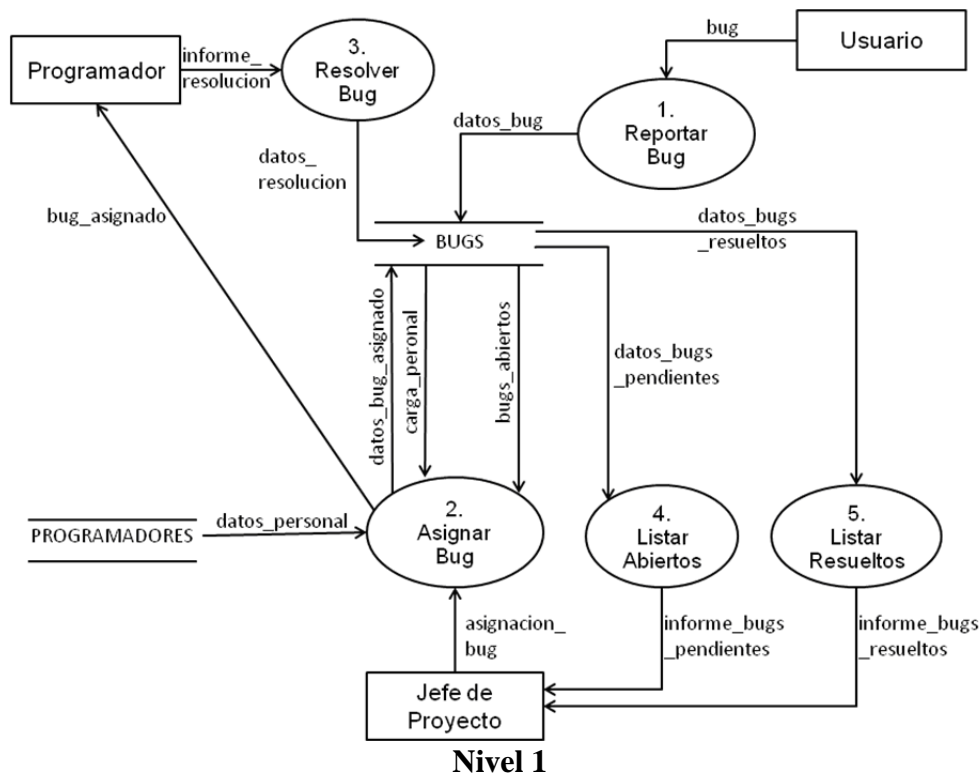 bug
Usuario
Programador
informe_
resolucion
3.
Resolver
Bug
1.
Reportar
Bug
datos_bug
datos_
resolucion
bug_asignado
BUGS
datos_bugs
_resueltos
datos_bug_asignado
carga_peronal
bugs_abiertos
datos_bugs
_pendientes
PROGRAMADORES
datos_personal
2.
Asignar
Bug
4.
Listar
Abiertos
5.
Listar
Resueltos
asignacion_
bug
informe_bugs
_pendientes
informe_bugs
_resueltos
Jefe de
Proyecto
Nivel 1